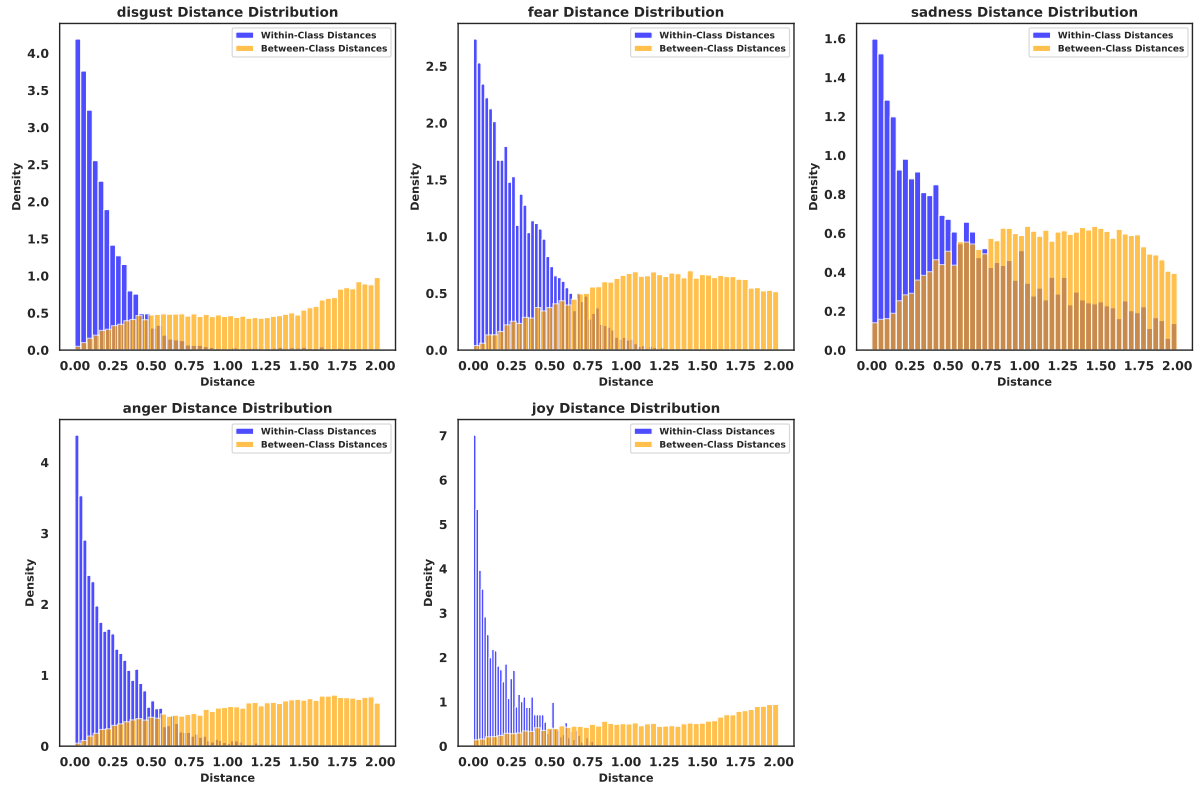 disgust Distance Distribution
Within-Class Distances
Between-Class Distances
4.0
3.5
3.0
2.5
2.0
1.5
1.0
0.5
0.0
Density
0.00 0.25 0.50 0.75 1.00 1.25 1.50 1.75 2.00
Distance
fear Distance Distribution
Within-Class Distances
Between-Class Distances
2.5
2.0
1.5
1.0
0.5
0.0
Density
0.00 0.25 0.50 0.75 1.00 1.25 1.50 1.75 2.00
Distance
sadness Distance Distribution
Within-Class Distances
Between-Class Distances
1.6
1.4
1.2
1.0
0.8
0.6
0.4
0.2
0.0
Density
0.00 0.25 0.50 0.75 1.00 1.25 1.50 1.75 2.00
Distance
anger Distance Distribution
Within-Class Distances
Between-Class Distances
4
3
2
1
0
Density
0.00 0.25 0.50 0.75 1.00 1.25 1.50 1.75 2.00
Distance
joy Distance Distribution
Within-Class Distances
Between-Class Distances
7
6
5
4
3
2
1
0
Density
0.00 0.25 0.50 0.75 1.00 1.25 1.50 1.75 2.00
Distance